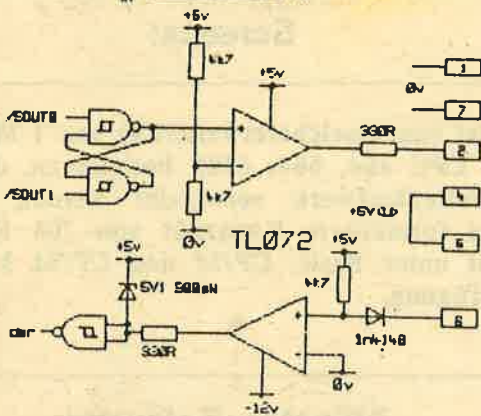 +5v
4k7
+5v
1
0v
/SOUT0
7
+
-
330R
2
/SOUT1
4k7
4
+5v
0v
TL072
+5v
+5v
5V1 500mW
4k7
+
6
330R
1n4148
-
0v
-12v